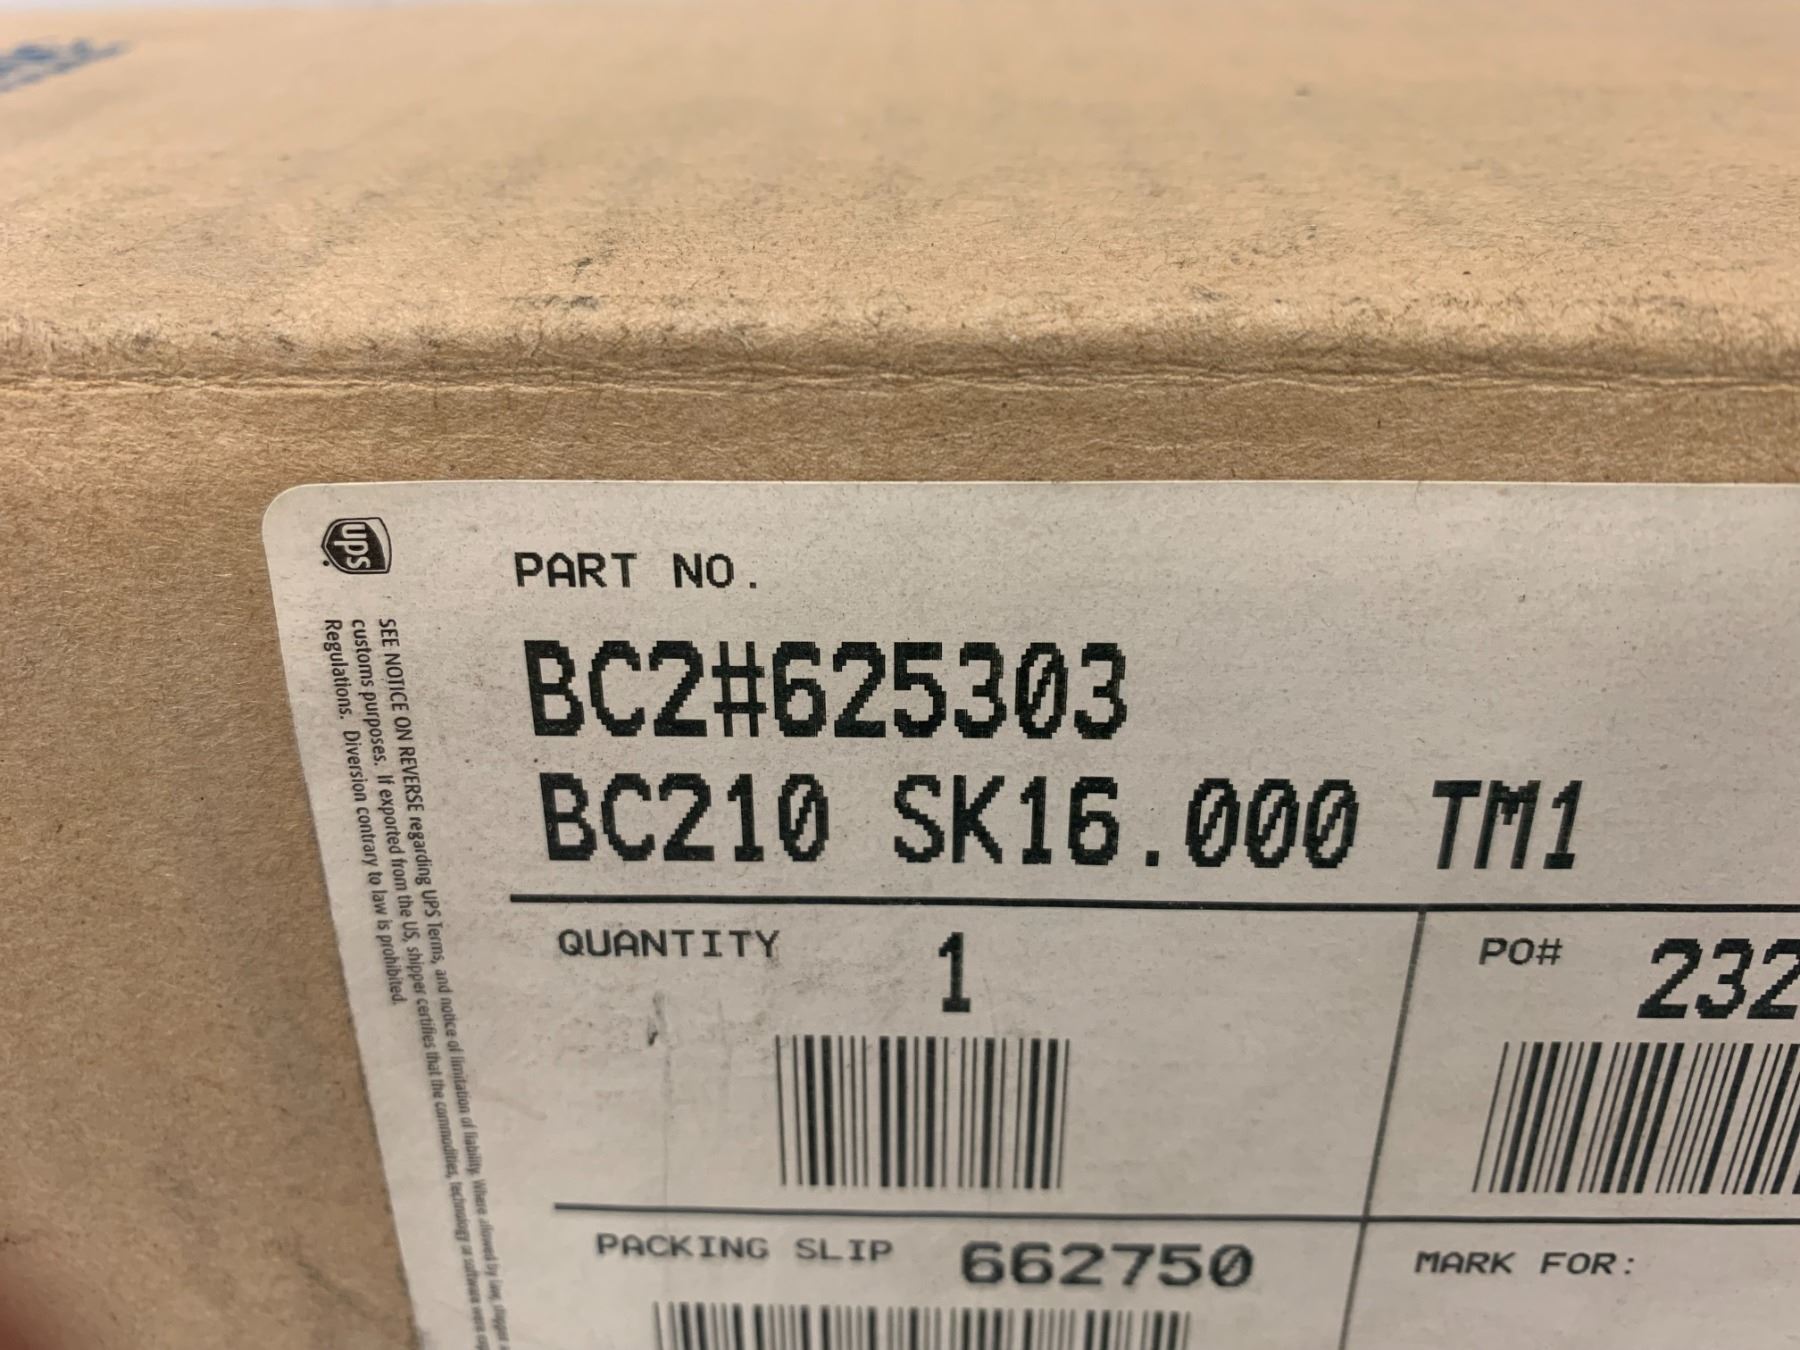 ups
PART NO.
BC2#625303
BC210 SK16.000 TM1
QUANTITY 1
PO# 232
PACKING SLIP 662750
MARK FOR:
SEE NOTICE ON REVERSE regarding UPS Terms, and notice of limitation of liability. Where allowed by law, shipper
customs purposes. If exported from the US, shipper certifies that the commodities, technology or software were
Regulations. Diversion contrary to law is prohibited.